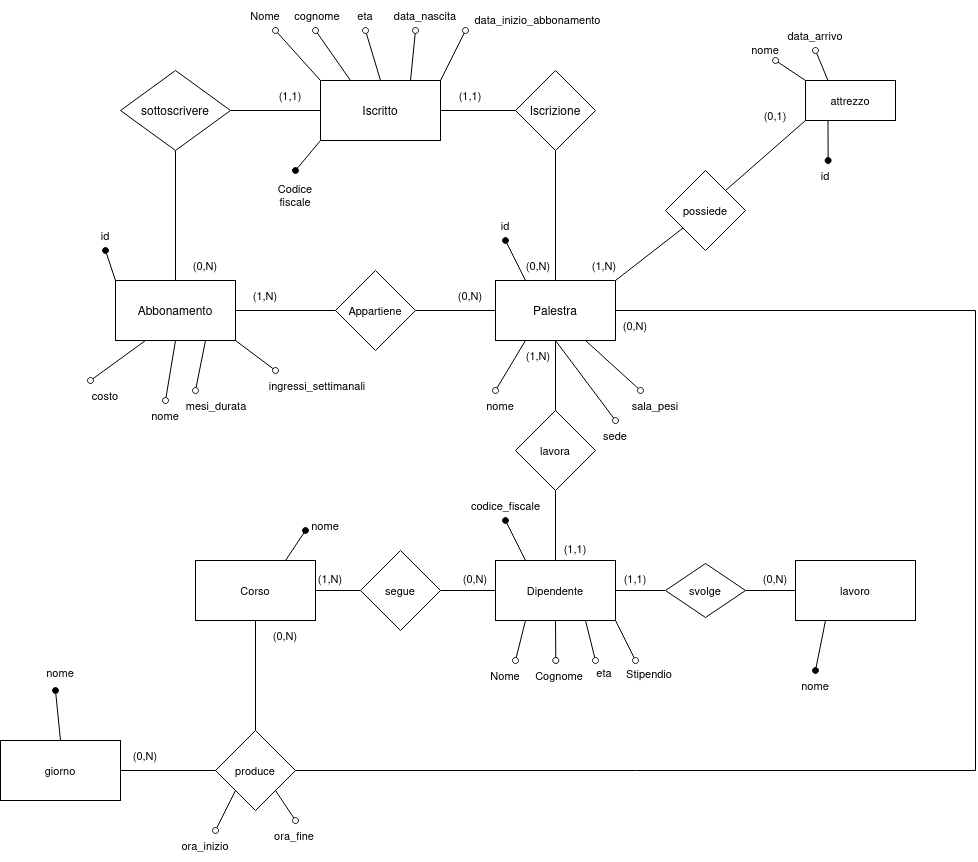 Nome
cognome
eta
data_nascita
data_inizio_abbonamento
data_arrivo
nome
sottoscrivere
(1,1)
Iscritto
(1,1)
Iscrizione
attrezzo
(0,1)
id
Codice
fiscale
possiede
id
id
(0,N)
(0,N)
(1,N)
Abbonamento
(1,N)
Appartiene
(0,N)
Palestra
(0,N)
(1,N)
costo
nome
mesi_durata
ingressi_settimanali
nome
sede
sala_pesi
lavora
codice_fiscale
nome
(1,1)
Corso
(1,N)
segue
(0,N)
Dipendente
(1,1)
svolge
(0,N)
lavoro
(0,N)
Nome
Cognome
eta
Stipendio
nome
nome
giorno
(0,N)
produce
ora_inizio
ora_fine